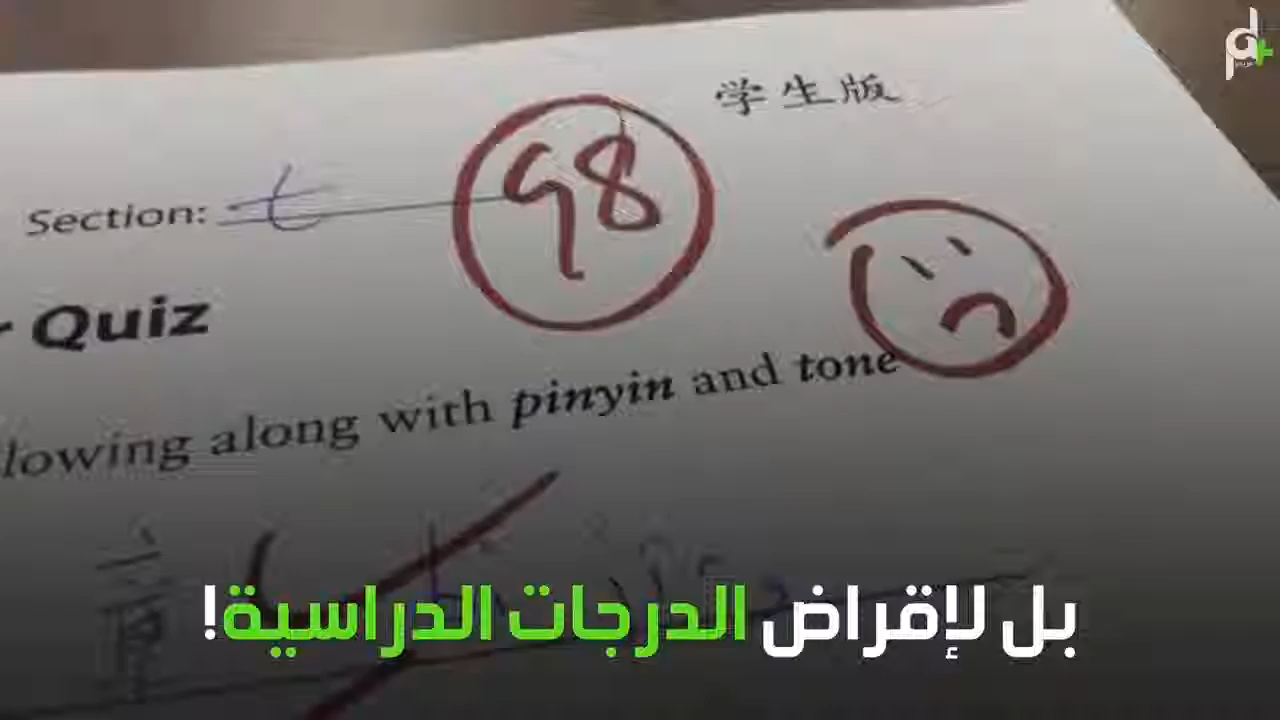 学生版
98
Section: t
Quiz
lowing along with pinyin and tone
بل لإقراض الدرجات الدراسية!